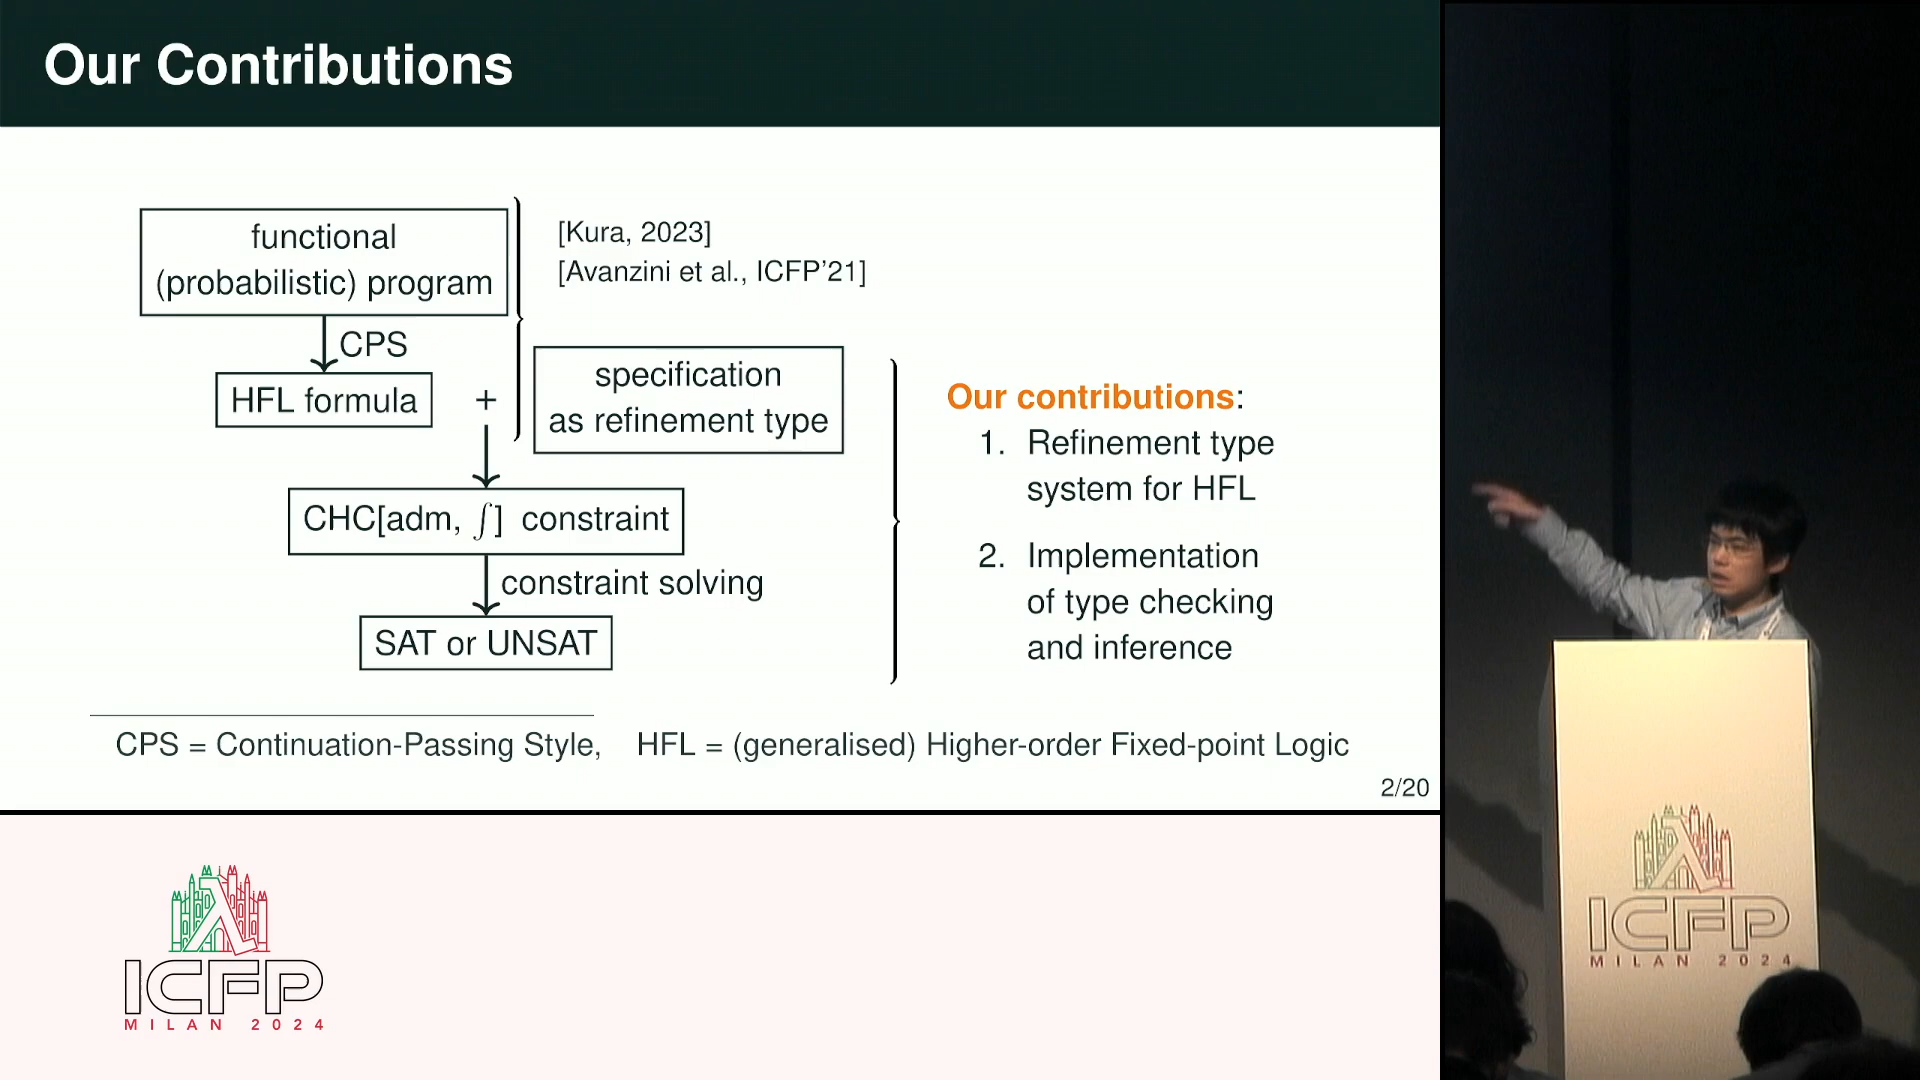 Our Contributions
functional
(probabilistic) program
[Kura, 2023]
[Avanzini et al., ICFP'21]
CPS
HFL formula
+
specification
as refinement type
CHC[adm, ∫] constraint
constraint solving
SAT or UNSAT
Our contributions:
1. Refinement type
system for HFL
2. Implementation
of type checking
and inference
CPS = Continuation-Passing Style, HFL = (generalised) Higher-order Fixed-point Logic
2/20
ICFP
MILAN 2024
ICFP
MILAN 2024